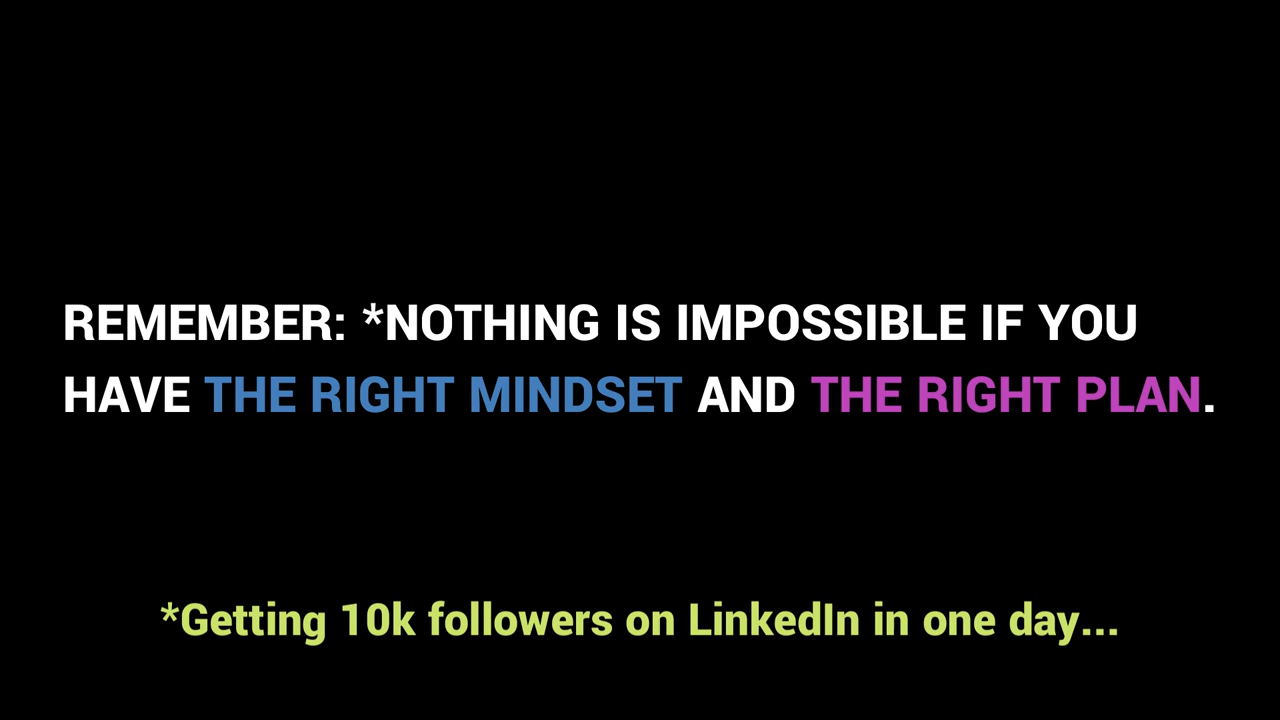 REMEMBER: *NOTHING IS IMPOSSIBLE IF YOU
HAVE THE RIGHT MINDSET AND THE RIGHT PLAN.
*Getting 10k followers on LinkedIn in one day...